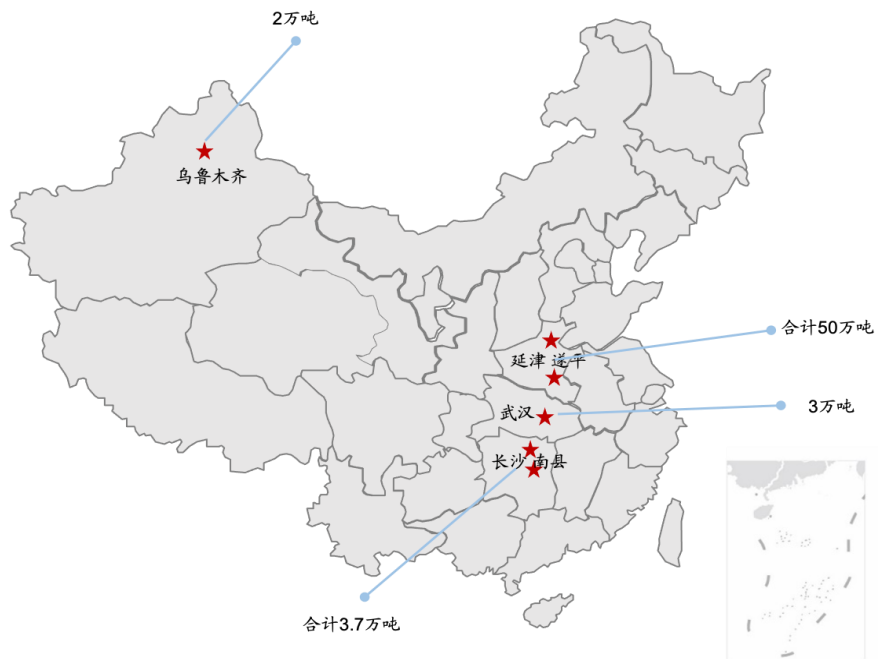 2万吨
乌鲁木齐
合计50万吨
延津 遂平
武汉
3万吨
长沙 南县
合计3.7万吨